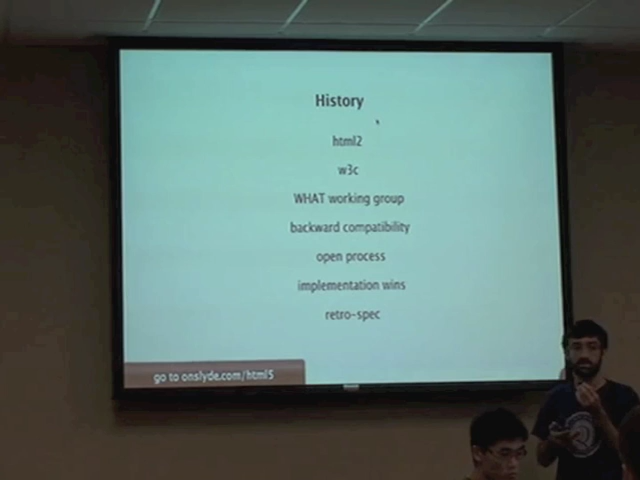 History
html2
w3c
WHAT working group
backward compatibility
open process
implementation wins
retro-spec
go to onslyde.com/html5